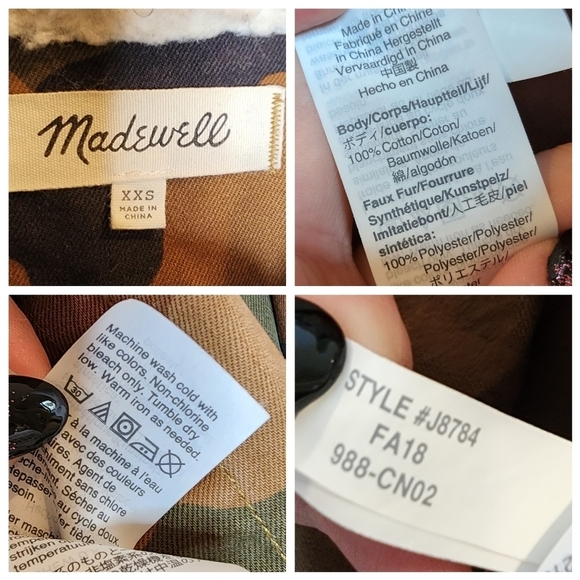 Madewell
XXS
MADE IN
CHINA
Made in China
Fabriqué en Chine
in China Hergestellt
Vervaardigd in China
中国製
Hecho en China
Body/Corps/Hauptteil/Lijf/
ボディ/cuerpo:
100% Cotton/Coton/
Baumwolle/Katoen/
綿/algodón
Faux Fur/Fourrure
Synthétique/Kunstpelz/
Imitatiebont/人工毛皮/piel
sintética:
100% Polyester/Polyester/
Polyester/Polyester/
ポリエステル/
Machine wash cold with
like colors. Non-chlorine
bleach only. Tumble dry
low. Warm iron as needed.
30
à la machine à l'eau
avec des couleurs
Agent de
sans chlore
Sécher au
au cycle doux.
fer tiède
STYLE #J8784
FA18
988-CN02